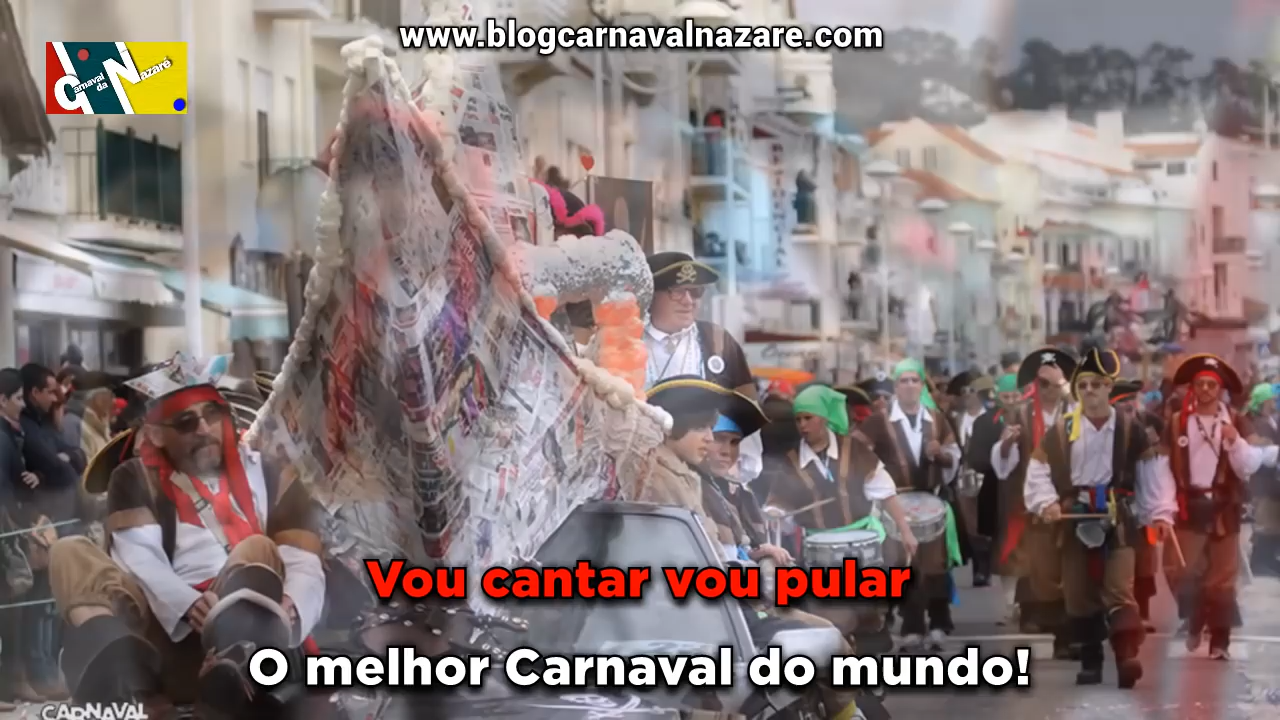 www.blogcarnavalnazare.com
Carnaval
da
Nazaré
Vou cantar vou pular
O melhor Carnaval do mundo!
CARNAVAL